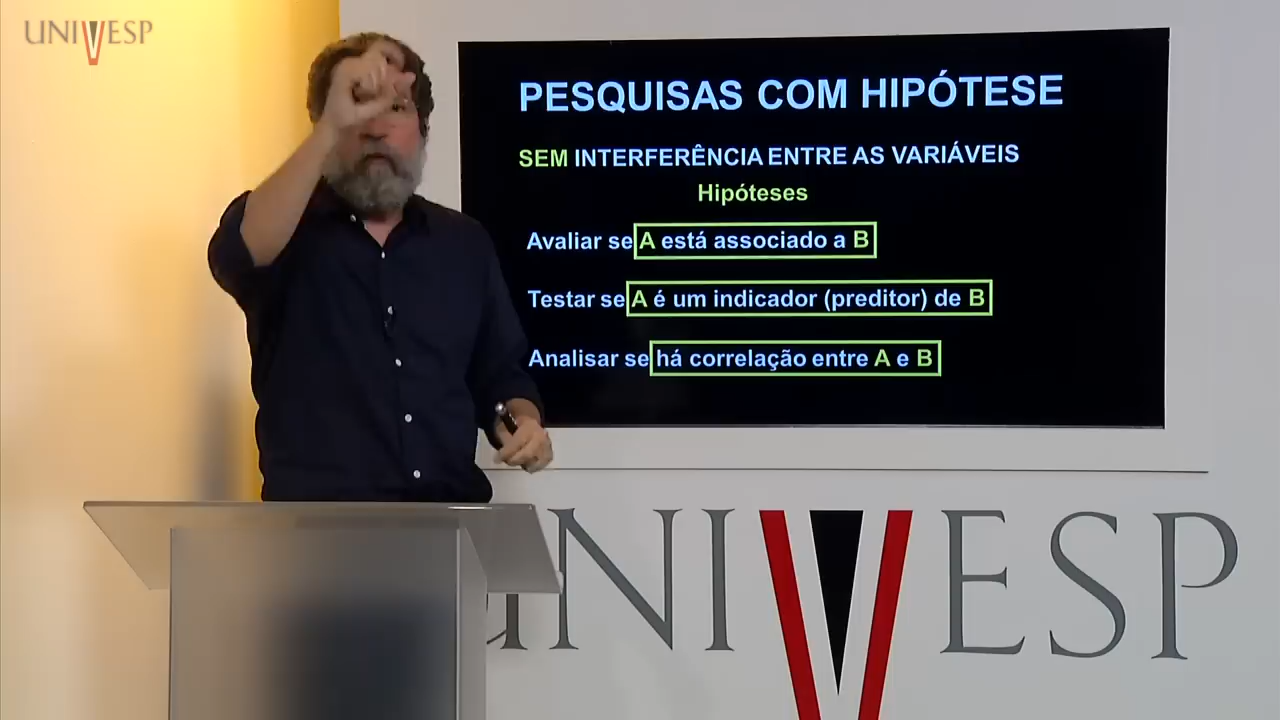 UNIVESP
PESQUISAS COM HIPÓTESE
SEM INTERFERÊNCIA ENTRE AS VARIÁVEIS
Hipóteses
Avaliar se A está associado a B
Testar se A é um indicador (preditor) de B
Analisar se há correlação entre A e B
UNIVESP